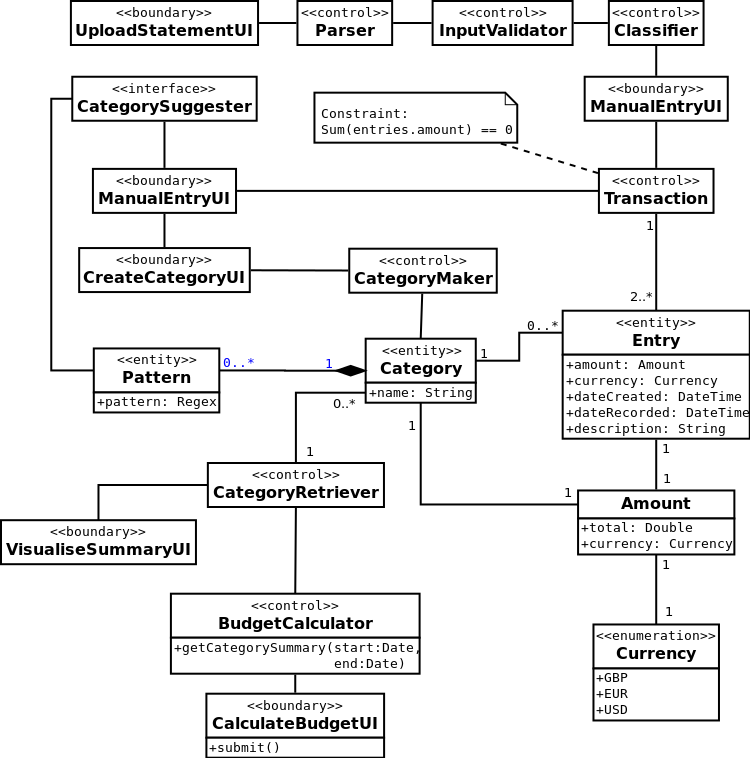 <<boundary>>
UploadStatementUI
<<control>>
Parser
<<control>>
InputValidator
<<control>>
Classifier
<<interface>>
CategorySuggester
Constraint:
Sum(entries.amount) == 0
<<boundary>>
ManualEntryUI
<<boundary>>
ManualEntryUI
<<control>>
Transaction
1
2..*
<<boundary>>
CreateCategoryUI
<<control>>
CategoryMaker
<<entity>>
Pattern
+pattern: Regex
0..*
1
<<entity>>
Category
+name: String
1
0..*
<<entity>>
Entry
+amount: Amount
+currency: Currency
+dateCreated: DateTime
+dateRecorded: DateTime
+description: String
0..*
1
1
1
1
1
<<control>>
CategoryRetriever
Amount
+total: Double
+currency: Currency
<<boundary>>
VisualiseSummaryUI
1
1
<<control>>
BudgetCalculator
+getCategorySummary(start:Date,
end:Date)
<<enumeration>>
Currency
+GBP
+EUR
+USD
<<boundary>>
CalculateBudgetUI
+submit()